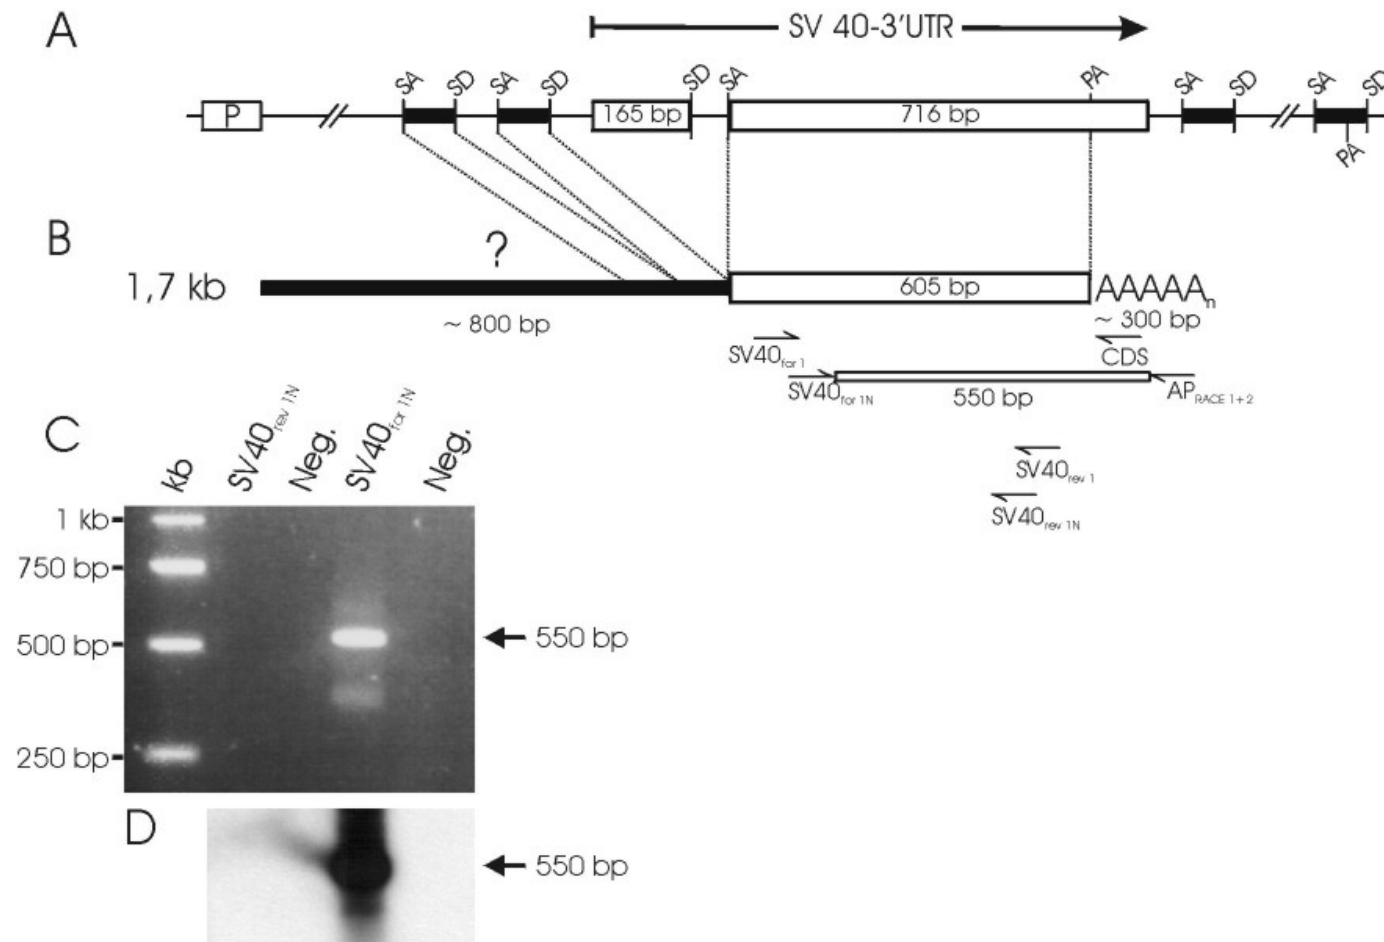 A
SV 40-3'UTR
SA SD SA SD SD SA PA SA SD SA SD
P 165 bp 716 bp
PA
B
?
1,7 kb 605 bp AAAAAn
~ 800 bp ~ 300 bp
SV40for 1 CDS
SV40for 1N 550 bp APRACE 1+2
C
kb SV40rev 1N Neg. SV40for 1N Neg.
SV40rev 1
SV40rev 1N
1 kb
750 bp
500 bp 550 bp
250 bp
D
550 bp